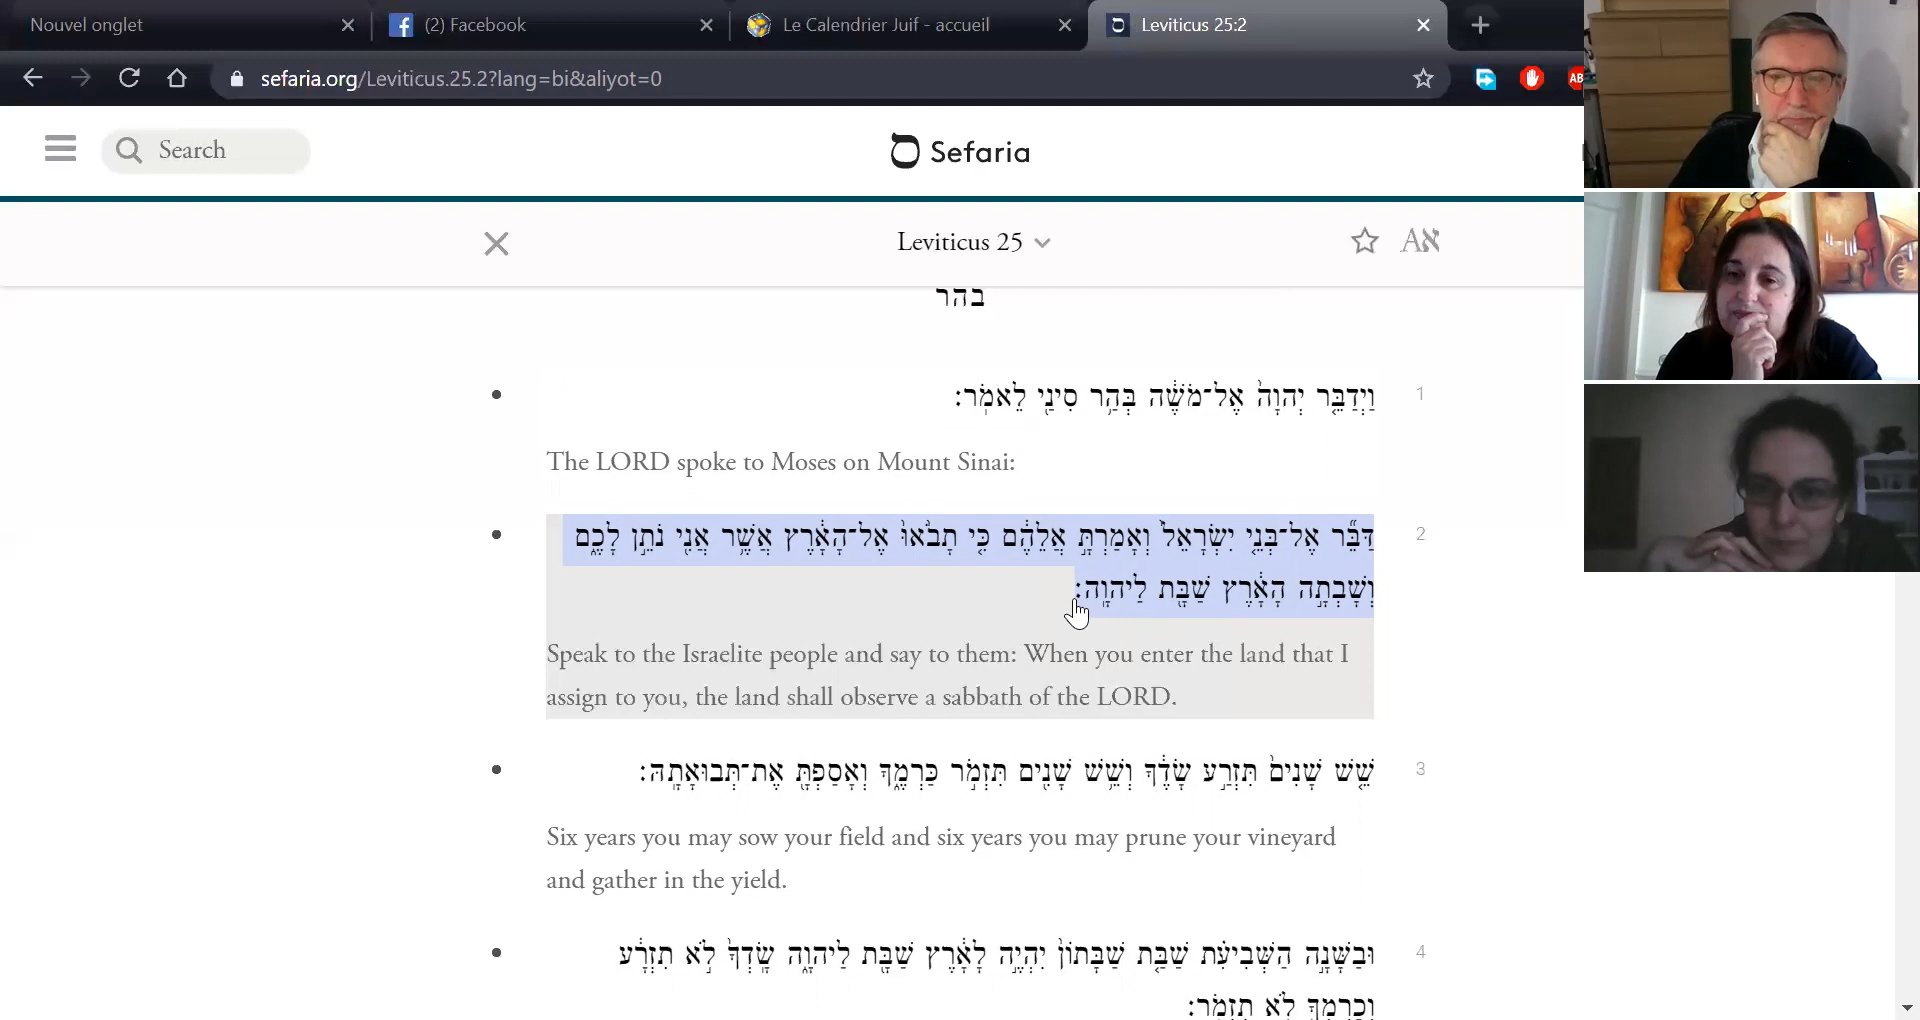 Nouvel onglet
(2) Facebook
Le Calendrier Juif - accueil
Leviticus 25:2
sefaria.org/Leviticus.25.2?lang=bi&aliyot=0
AB
Search
Sefaria
Leviticus 25
Aא
בהר
וַיְדַבֵּ֤ר יְהוָה֙ אֶל־מֹשֶׁ֔ה בְּהַ֥ר סִינַ֖י לֵאמֹֽר׃
1
The LORD spoke to Moses on Mount Sinai:
דַּבֵּ֞ר אֶל־בְּנֵ֤י יִשְׂרָאֵל֙ וְאָמַרְתָּ֣ אֲלֵהֶ֔ם כִּ֤י תָבֹ֙אוּ֙ אֶל־הָאָ֔רֶץ אֲשֶׁ֥ר אֲנִ֖י נֹתֵ֣ן לָכֶ֑ם
2
וְשָׁבְתָ֣ה הָאָ֔רֶץ שַׁבָּ֖ת לַיהוָֽה׃
Speak to the Israelite people and say to them: When you enter the land that I
assign to you, the land shall observe a sabbath of the LORD.
שֵׁ֤שׁ שָׁנִים֙ תִּזְרַ֣ע שָׂדֶ֔ךָ וְשֵׁ֥שׁ שָׁנִ֖ים תִּזְמֹ֣ר כַּרְמֶ֑ךָ וְאָסַפְתָּ֖ אֶת־תְּבוּאָתָֽהּ׃
3
Six years you may sow your field and six years you may prune your vineyard
and gather in the yield.
וּבַשָּׁנָ֣ה הַשְּׁבִיעִ֗ת שַׁבַּ֤ת שַׁבָּתוֹן֙ יִהְיֶ֣ה לָאָ֔רֶץ שַׁבָּ֖ת לַיהוָ֑ה שָֽׂדְךָ֙ לֹ֣א תִזְרָ֔ע
4
וְכַרְמְךָ֖ לֹ֥א תִזְמֹֽר׃